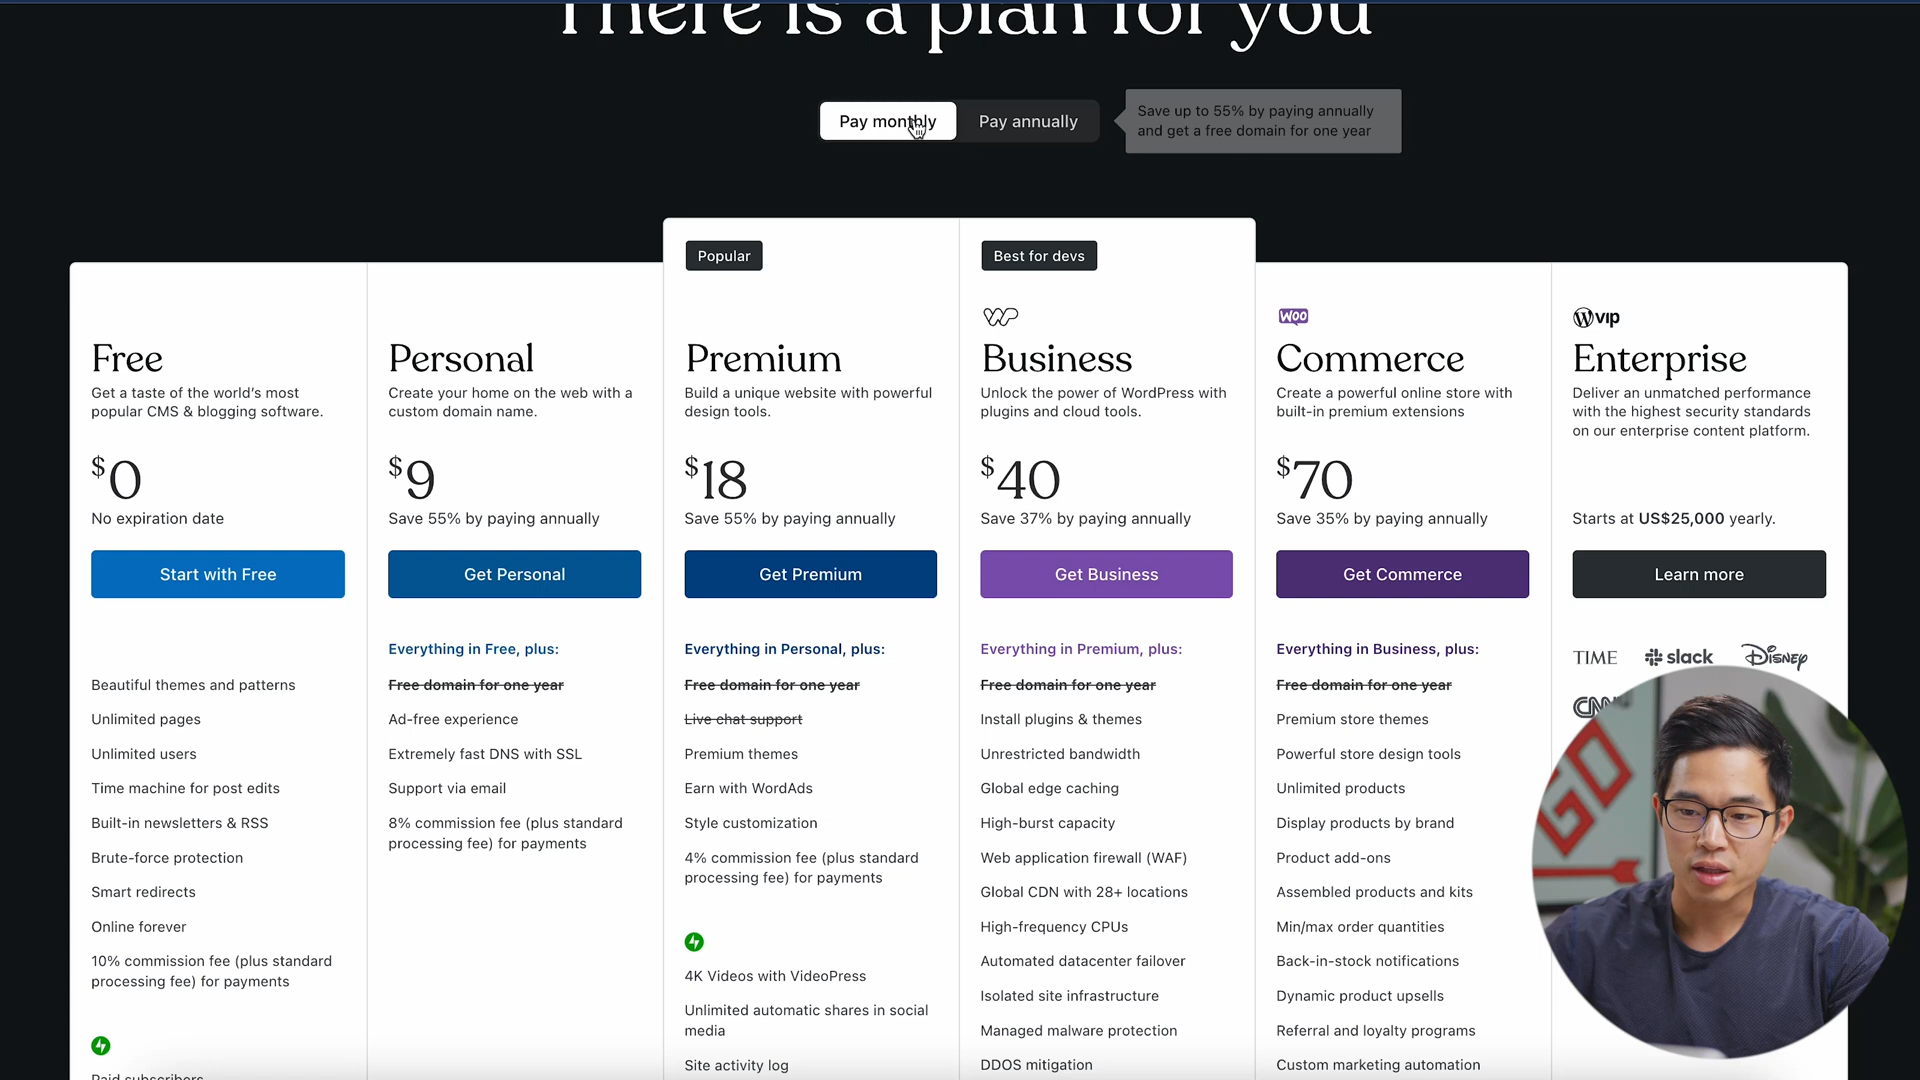 There is a plan for you
Pay monthly
Pay annually
Save up to 55% by paying annually
and get a free domain for one year
Free
Get a taste of the world's most
popular CMS & blogging software.
$0
No expiration date
Start with Free
Beautiful themes and patterns
Unlimited pages
Unlimited users
Time machine for post edits
Built-in newsletters & RSS
Brute-force protection
Smart redirects
Online forever
10% commission fee (plus standard
processing fee) for payments
Paid subscribers
Personal
Create your home on the web with a
custom domain name.
$9
Save 55% by paying annually
Get Personal
Everything in Free, plus:
Free domain for one year
Ad-free experience
Extremely fast DNS with SSL
Support via email
8% commission fee (plus standard
processing fee) for payments
Popular
Premium
Build a unique website with powerful
design tools.
$18
Save 55% by paying annually
Get Premium
Everything in Personal, plus:
Free domain for one year
Live chat support
Premium themes
Earn with WordAds
Style customization
4% commission fee (plus standard
processing fee) for payments
4K Videos with VideoPress
Unlimited automatic shares in social
media
Site activity log
Best for devs
WP
Business
Unlock the power of WordPress with
plugins and cloud tools.
$40
Save 37% by paying annually
Get Business
Everything in Premium, plus:
Free domain for one year
Install plugins & themes
Unrestricted bandwidth
Global edge caching
High-burst capacity
Web application firewall (WAF)
Global CDN with 28+ locations
High-frequency CPUs
Automated datacenter failover
Isolated site infrastructure
Managed malware protection
DDOS mitigation
WOO
Commerce
Create a powerful online store with
built-in premium extensions
$70
Save 35% by paying annually
Get Commerce
Everything in Business, plus:
Free domain for one year
Premium store themes
Powerful store design tools
Unlimited products
Display products by brand
Product add-ons
Assembled products and kits
Min/max order quantities
Back-in-stock notifications
Dynamic product upsells
Referral and loyalty programs
Custom marketing automation
W VIP
Enterprise
Deliver an unmatched performance
with the highest security standards
on our enterprise content platform.
Starts at US$25,000 yearly.
Learn more
TIME slack Disney
CNN
GO